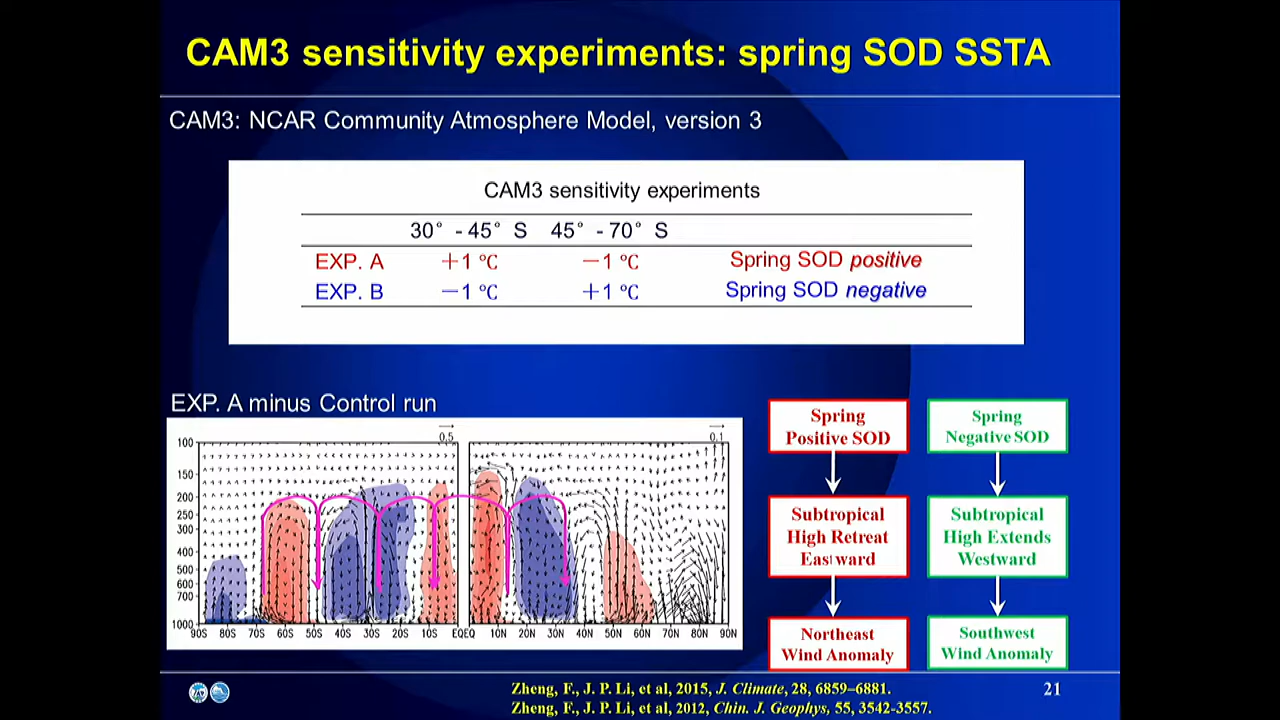 CAM3 sensitivity experiments: spring SOD SSTA
CAM3: NCAR Community Atmosphere Model, version 3
CAM3 sensitivity experiments
30° - 45° S 45° - 70° S
EXP. A +1 ℃ －1 ℃ Spring SOD positive
EXP. B －1 ℃ +1 ℃ Spring SOD negative
EXP. A minus Control run
0.5
0.1
100
150
200
250
300
400
500
600
700
1000
90S 80S 70S 60S 50S 40S 30S 20S 10S EQ
EQ 10N 20N 30N 40N 50N 60N 70N 80N 90N
Spring
Positive SOD
Subtropical
High Retreat
Eastward
Northeast
Wind Anomaly
Spring
Negative SOD
Subtropical
High Extends
Westward
Southwest
Wind Anomaly
Zheng, F., J. P. Li, et al, 2015, J. Climate, 28, 6859–6881.
Zheng, F., J. P. Li, et al, 2012, Chin. J. Geophys, 55, 3542-3557.
21